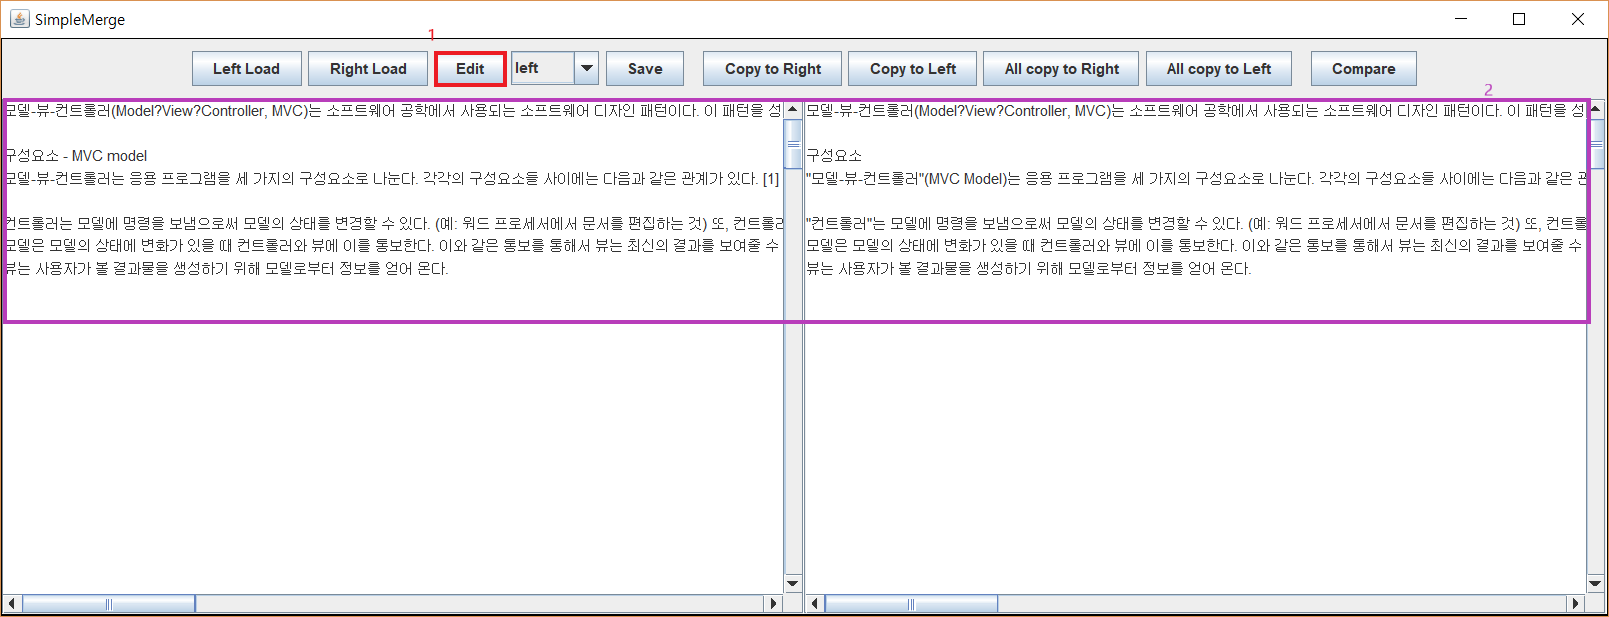 SimpleMerge
1
Left Load Right Load Edit left Save Copy to Right Copy to Left All copy to Right All copy to Left Compare
2
모델-뷰-컨트롤러(Model?View?Controller, MVC)는 소프트웨어 공학에서 사용되는 소프트웨어 디자인 패턴이다. 이 패턴을 성
구성요소 - MVC model
모델-뷰-컨트롤러는 응용 프로그램을 세 가지의 구성요소로 나눈다. 각각의 구성요소들 사이에는 다음과 같은 관계가 있다. [1]
컨트롤러는 모델에 명령을 보냄으로써 모델의 상태를 변경할 수 있다. (예: 워드 프로세서에서 문서를 편집하는 것) 또, 컨트롤러
모델은 모델의 상태에 변화가 있을 때 컨트롤러와 뷰에 이를 통보한다. 이와 같은 통보를 통해서 뷰는 최신의 결과를 보여줄 수
뷰는 사용자가 볼 결과물을 생성하기 위해 모델로부터 정보를 얻어 온다.
모델-뷰-컨트롤러(Model?View?Controller, MVC)는 소프트웨어 공학에서 사용되는 소프트웨어 디자인 패턴이다. 이 패턴을 성
구성요소
"모델-뷰-컨트롤러"(MVC Model)는 응용 프로그램을 세 가지의 구성요소로 나눈다. 각각의 구성요소들 사이에는 다음과 같은
"컨트롤러"는 모델에 명령을 보냄으로써 모델의 상태를 변경할 수 있다. (예: 워드 프로세서에서 문서를 편집하는 것) 또, 컨트롤
모델은 모델의 상태에 변화가 있을 때 컨트롤러와 뷰에 이를 통보한다. 이와 같은 통보를 통해서 뷰는 최신의 결과를 보여줄 수
뷰는 사용자가 볼 결과물을 생성하기 위해 모델로부터 정보를 얻어 온다.